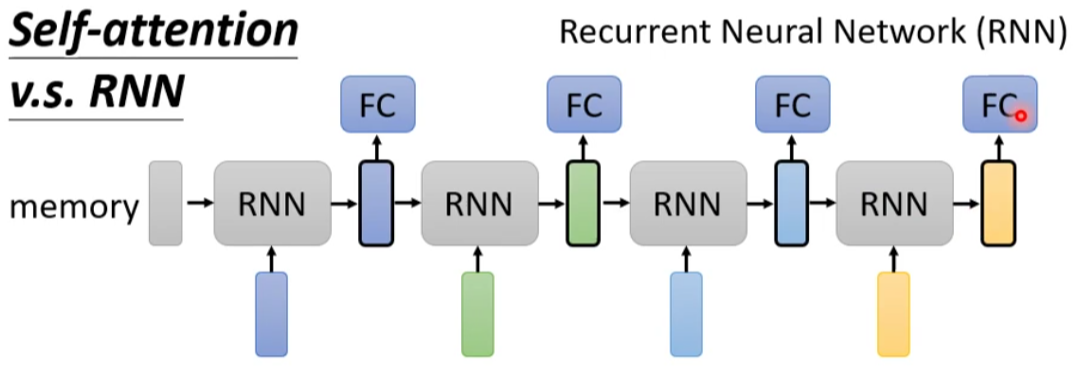 Self-attention
v.s. RNN
Recurrent Neural Network (RNN)
FC FC FC FC
memory RNN RNN RNN RNN